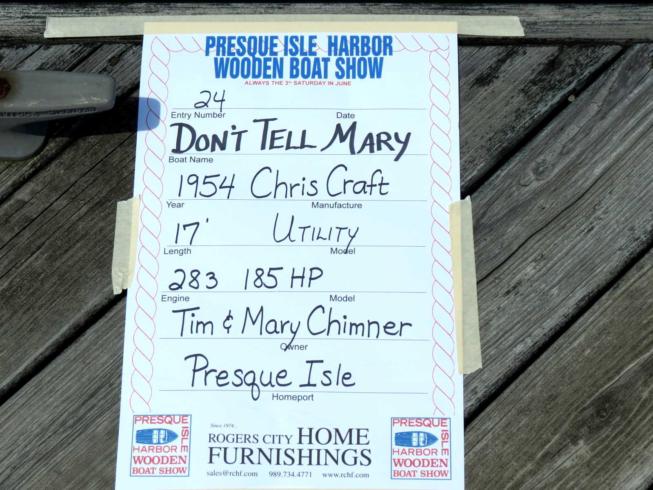 PRESQUE ISLE HARBOR
WOODEN BOAT SHOW
ALWAYS THE 3RD SATURDAY IN JUNE
24
Entry Number Date
DON'T TELL MARY
Boat Name
1954 Chris Craft
Year Manufacture
17' UTILITY
Length Model
283 185 HP
Engine Model
Tim & Mary Chimner
Owner
Presque Isle
Homeport
PRESQUE ISLE
HARBOR
WOODEN
BOAT SHOW
Since 1974
ROGERS CITY HOME
FURNISHINGS
sales@rchf.com 989.734.4771 www.rchf.com
PRESQUE ISLE
HARBOR
WOODEN
BOAT SHOW